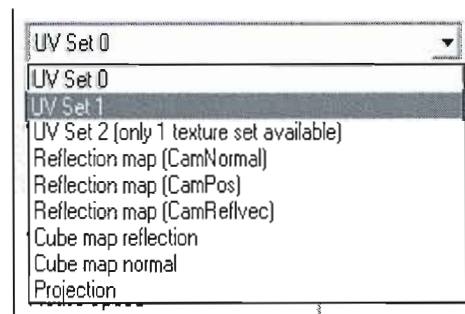 UV Set 0
UV Set 0
UV Set 1
UV Set 2 (only 1 texture set available)
Reflection map (CamNormal)
Reflection map (CamPos)
Reflection map (CamReflvec)
Cube map reflection
Cube map normal
Projection